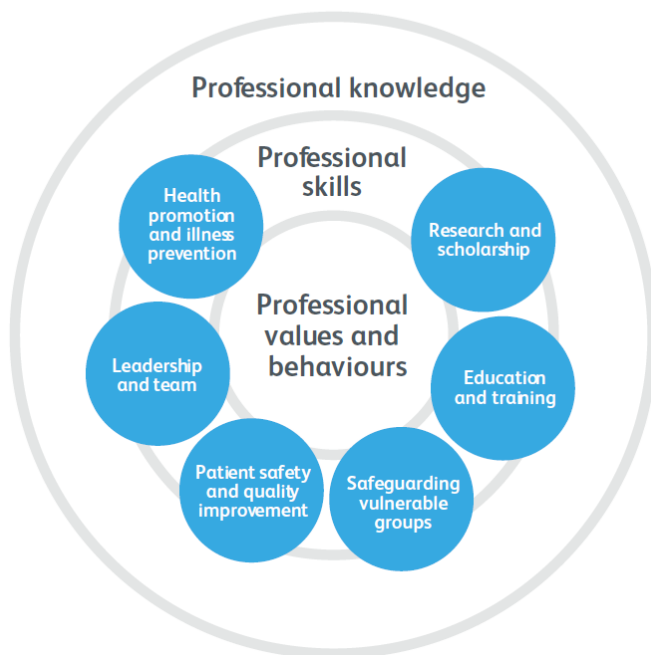 Professional knowledge
Professional
skills
Professional
values and
behaviours
Health
promotion
and illness
prevention
Leadership
and team
Patient safety
and quality
improvement
Safeguarding
vulnerable
groups
Education
and training
Research and
scholarship